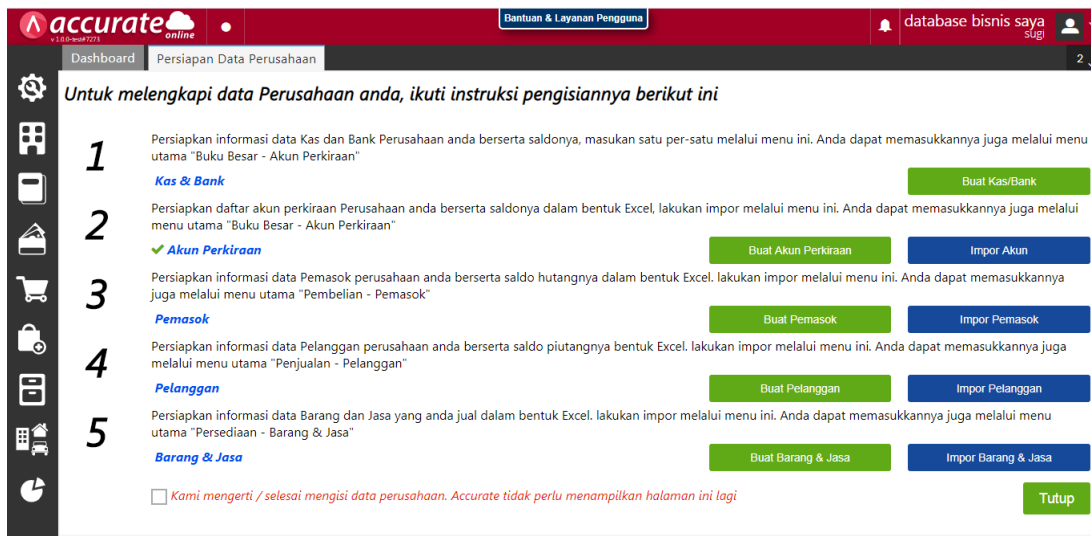 accurate online
v 1.0.0-test#7273
Bantuan & Layanan Pengguna
database bisnis saya
sugi
Dashboard
Persiapan Data Perusahaan
2
Untuk melengkapi data Perusahaan anda, ikuti instruksi pengisiannya berikut ini
1
Persiapkan informasi data Kas dan Bank Perusahaan anda berserta saldonya, masukan satu per-satu melalui menu ini. Anda dapat memasukkannya juga melalui menu
utama "Buku Besar - Akun Perkiraan"
Kas & Bank
Buat Kas/Bank
2
Persiapkan daftar akun perkiraan Perusahaan anda berserta saldonya dalam bentuk Excel, lakukan impor melalui menu ini. Anda dapat memasukkannya juga melalui
menu utama "Buku Besar - Akun Perkiraan"
Akun Perkiraan
Buat Akun Perkiraan
Impor Akun
3
Persiapkan informasi data Pemasok perusahaan anda berserta saldo hutangnya dalam bentuk Excel. lakukan impor melalui menu ini. Anda dapat memasukkannya
juga melalui menu utama "Pembelian - Pemasok"
Pemasok
Buat Pemasok
Impor Pemasok
4
Persiapkan informasi data Pelanggan perusahaan anda berserta saldo piutangnya bentuk Excel. lakukan impor melalui menu ini. Anda dapat memasukkannya juga
melalui menu utama "Penjualan - Pelanggan"
Pelanggan
Buat Pelanggan
Impor Pelanggan
5
Persiapkan informasi data Barang dan Jasa yang anda jual dalam bentuk Excel. lakukan impor melalui menu ini. Anda dapat memasukkannya juga melalui menu
utama "Persediaan - Barang & Jasa"
Barang & Jasa
Buat Barang & Jasa
Impor Barang & Jasa
Kami mengerti / selesai mengisi data perusahaan. Accurate tidak perlu menampilkan halaman ini lagi
Tutup